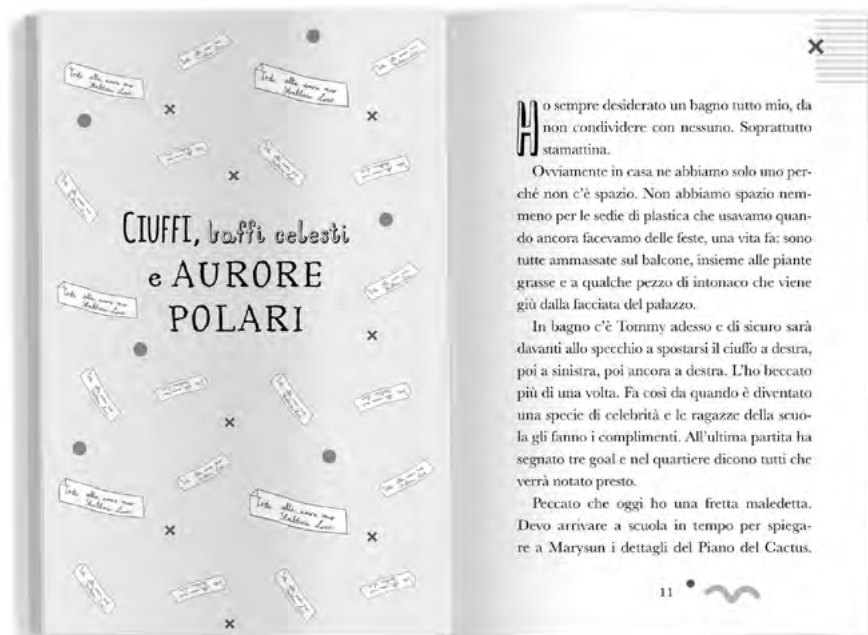 CIUFFI, baffi celesti
e AURORE
POLARI
Ho sempre desiderato un bagno tutto mio, da
non condividere con nessuno. Soprattutto
stamattina.
Ovviamente in casa ne abbiamo solo uno per-
ché non c'è spazio. Non abbiamo spazio nem-
meno per le sedie di plastica che usavamo quan-
do ancora facevamo delle feste, una vita fa: sono
tutte ammassate sul balcone, insieme alle piante
grasse e a qualche pezzo di intonaco che viene
giù dalla facciata del palazzo.
In bagno c'è Tommy adesso e di sicuro sarà
davanti allo specchio a spostarsi il ciuffo a destra,
poi a sinistra, poi ancora a destra. L'ho beccato
più di una volta. Fa così da quando è diventato
una specie di celebrità e le ragazze della scuo-
la gli fanno i complimenti. All'ultima partita ha
segnato tre goal e nel quartiere dicono tutti che
verrà notato presto.
Peccato che oggi ho una fretta maledetta.
Devo arrivare a scuola in tempo per spiega-
re a Marysun i dettagli del Piano del Cactus.
11